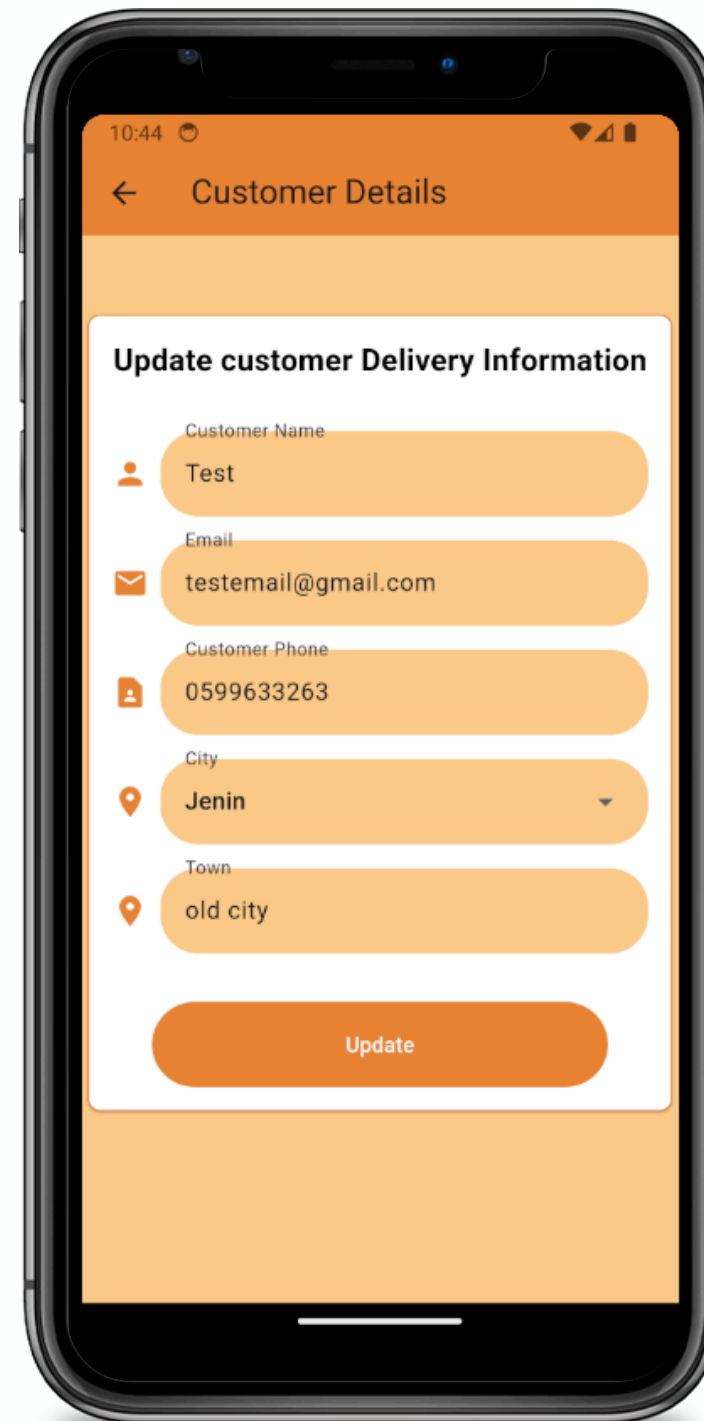 10:44
Customer Details
Update customer Delivery Information
Customer Name
Test
Email
testemail@gmail.com
Customer Phone
0599633263
City
Jenin
Town
old city
Update